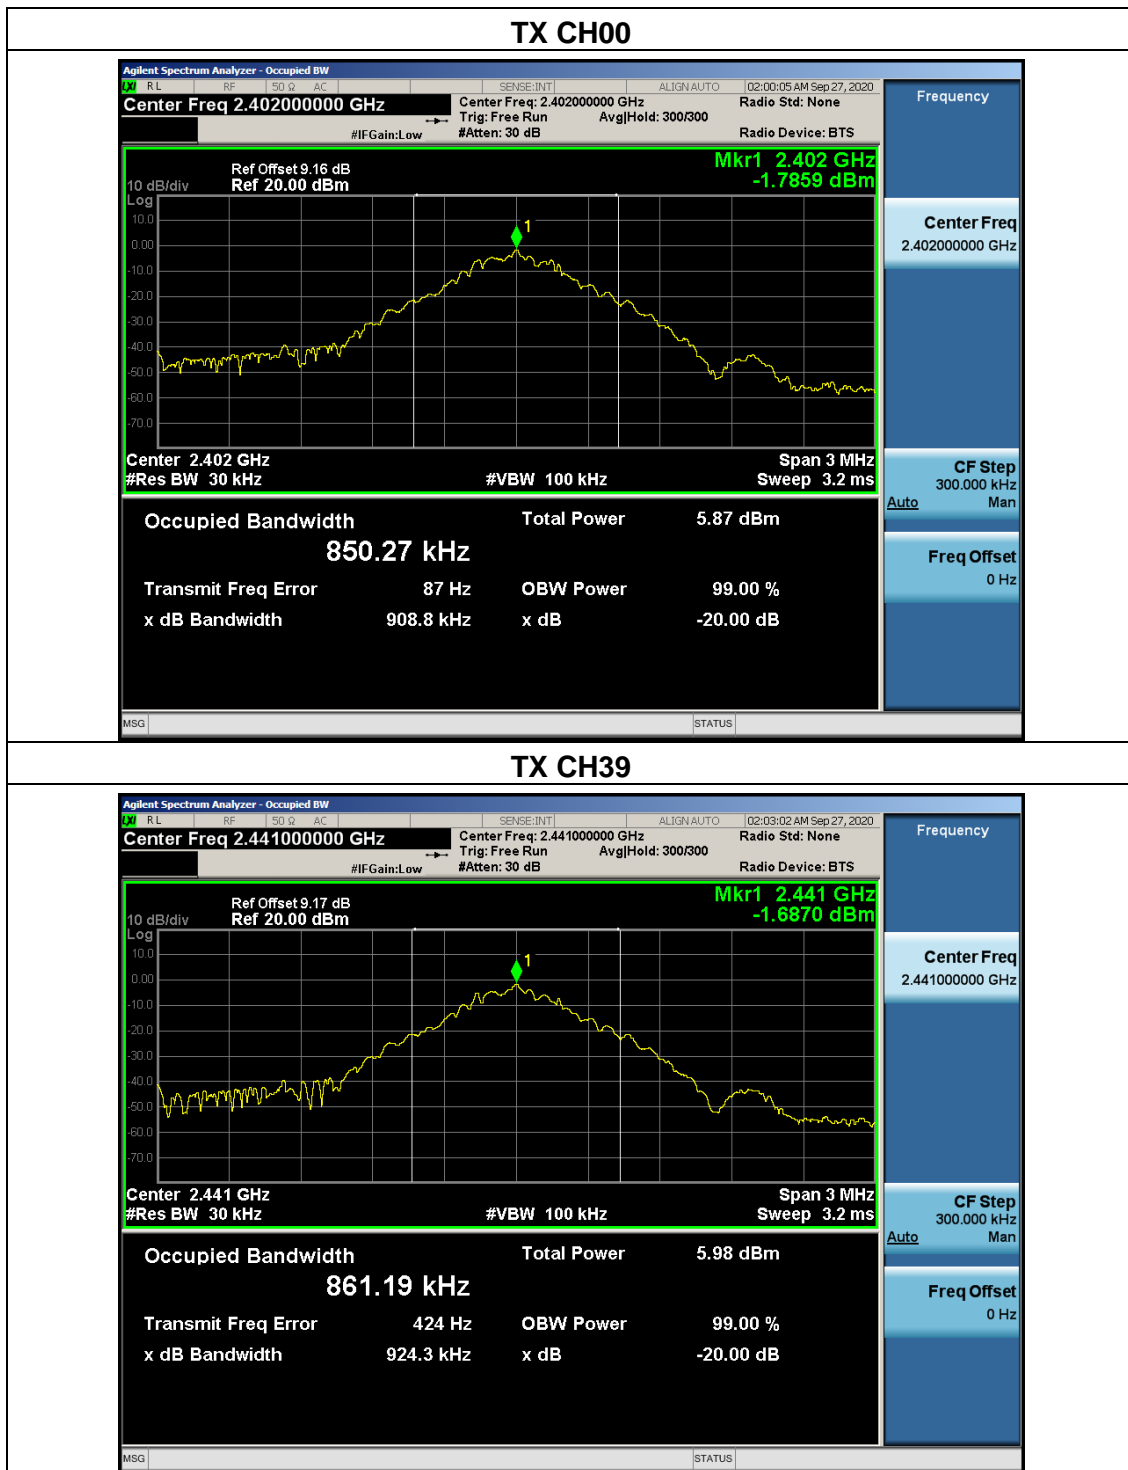 TX CH00
Agilent Spectrum Analyzer - Occupied BW
LXI RL RF 50 Ω AC SENSE:INT ALIGN AUTO 02:00:05 AM Sep 27, 2020
Center Freq 2.402000000 GHz
Center Freq: 2.402000000 GHz Radio Std: None
Trig: Free Run Avg|Hold: 300/300
#IFGain:Low #Atten: 30 dB Radio Device: BTS
Frequency
Mkr1 2.402 GHz
-1.7859 dBm
Ref Offset 9.16 dB
10 dB/div Ref 20.00 dBm
Log
10.0
0.00
-10.0
-20.0
-30.0
-40.0
-50.0
-60.0
-70.0
1
Center Freq
2.402000000 GHz
Center 2.402 GHz Span 3 MHz
#Res BW 30 kHz #VBW 100 kHz Sweep 3.2 ms
CF Step
300.000 kHz
Auto Man
Occupied Bandwidth Total Power 5.87 dBm
850.27 kHz
Transmit Freq Error 87 Hz OBW Power 99.00 %
x dB Bandwidth 908.8 kHz x dB -20.00 dB
Freq Offset
0 Hz
MSG STATUS
TX CH39
Agilent Spectrum Analyzer - Occupied BW
LXI RL RF 50 Ω AC SENSE:INT ALIGN AUTO 02:03:02 AM Sep 27, 2020
Center Freq 2.441000000 GHz
Center Freq: 2.441000000 GHz Radio Std: None
Trig: Free Run Avg|Hold: 300/300
#IFGain:Low #Atten: 30 dB Radio Device: BTS
Frequency
Mkr1 2.441 GHz
-1.6870 dBm
Ref Offset 9.17 dB
10 dB/div Ref 20.00 dBm
Log
10.0
0.00
-10.0
-20.0
-30.0
-40.0
-50.0
-60.0
-70.0
1
Center Freq
2.441000000 GHz
Center 2.441 GHz Span 3 MHz
#Res BW 30 kHz #VBW 100 kHz Sweep 3.2 ms
CF Step
300.000 kHz
Auto Man
Occupied Bandwidth Total Power 5.98 dBm
861.19 kHz
Transmit Freq Error 424 Hz OBW Power 99.00 %
x dB Bandwidth 924.3 kHz x dB -20.00 dB
Freq Offset
0 Hz
MSG STATUS